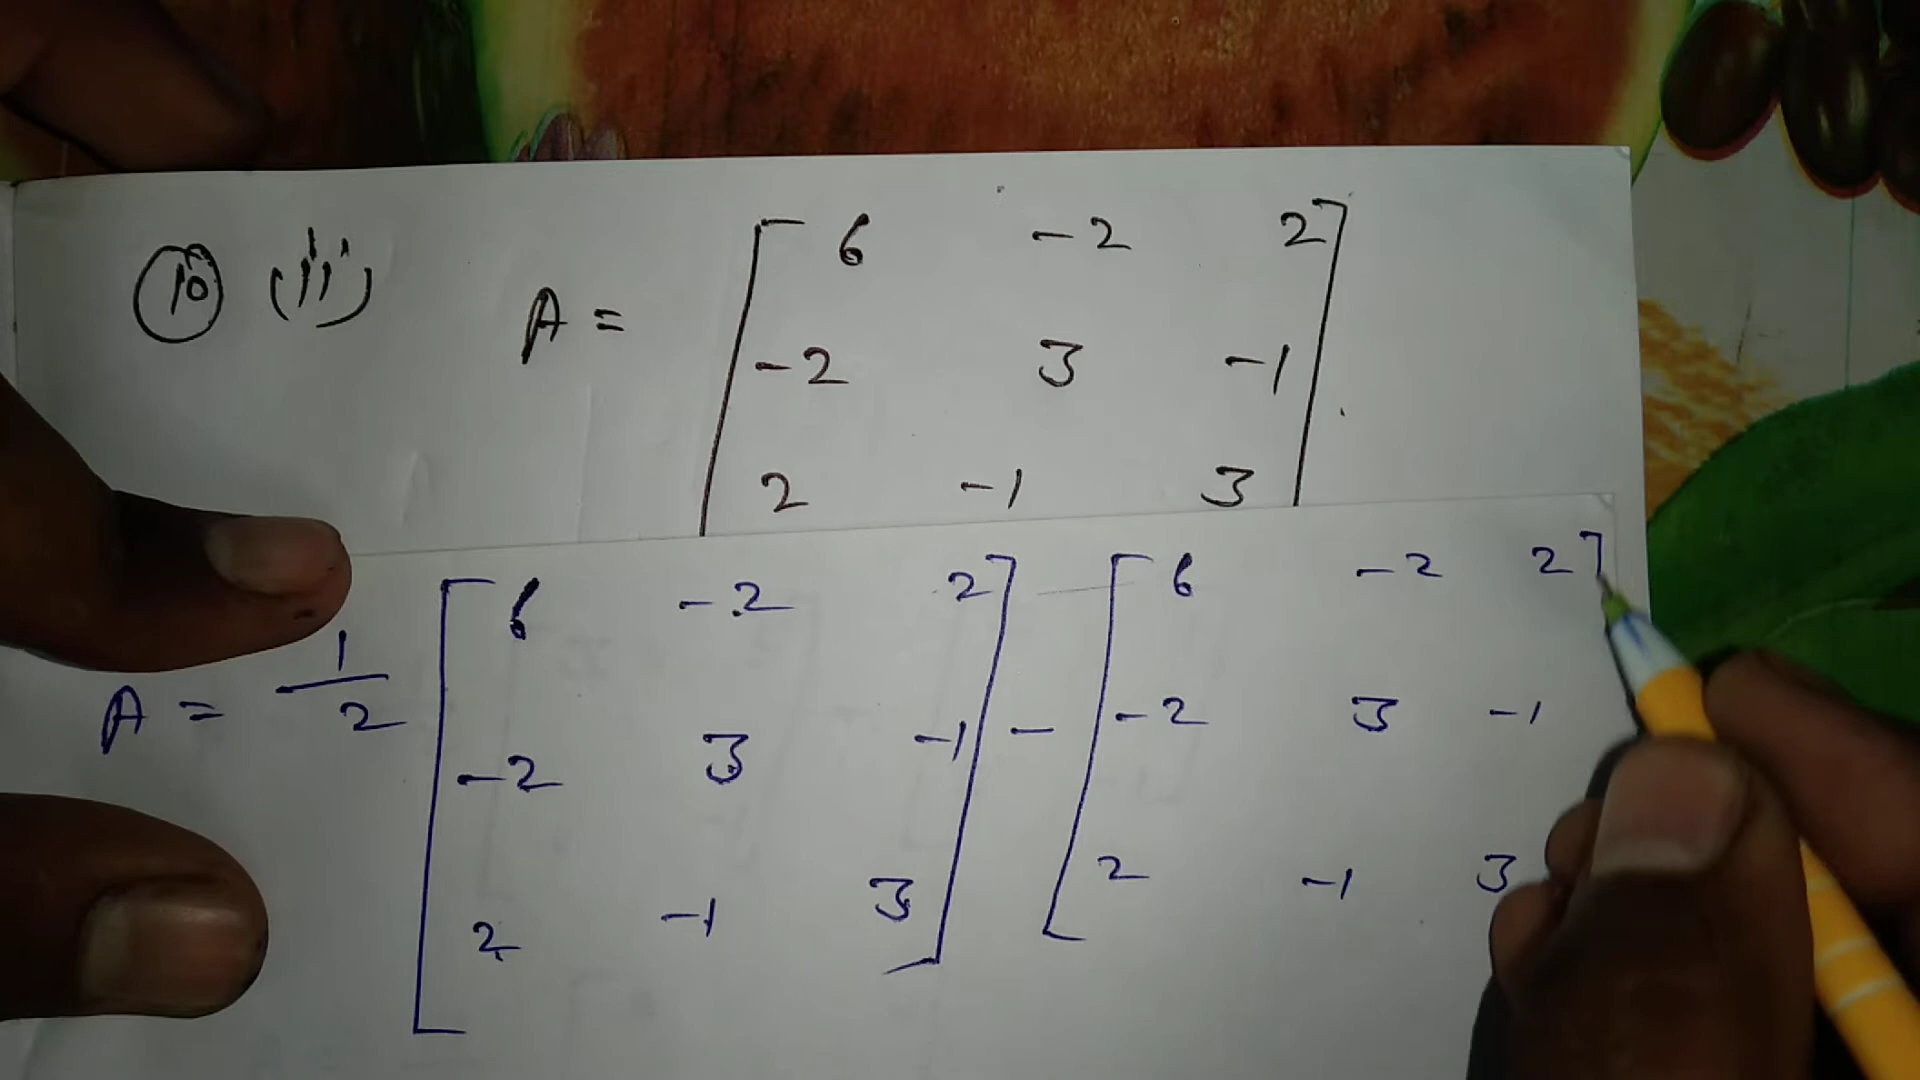 10 (ii) A = [ 6 -2 2 ]
-2 3 -1
2 -1 3
A = 1/2 [ 6 -2 2 ] - [ 6 -2 2 ]
-2 3 -1 -2 3 -1
2 -1 3 2 -1 3